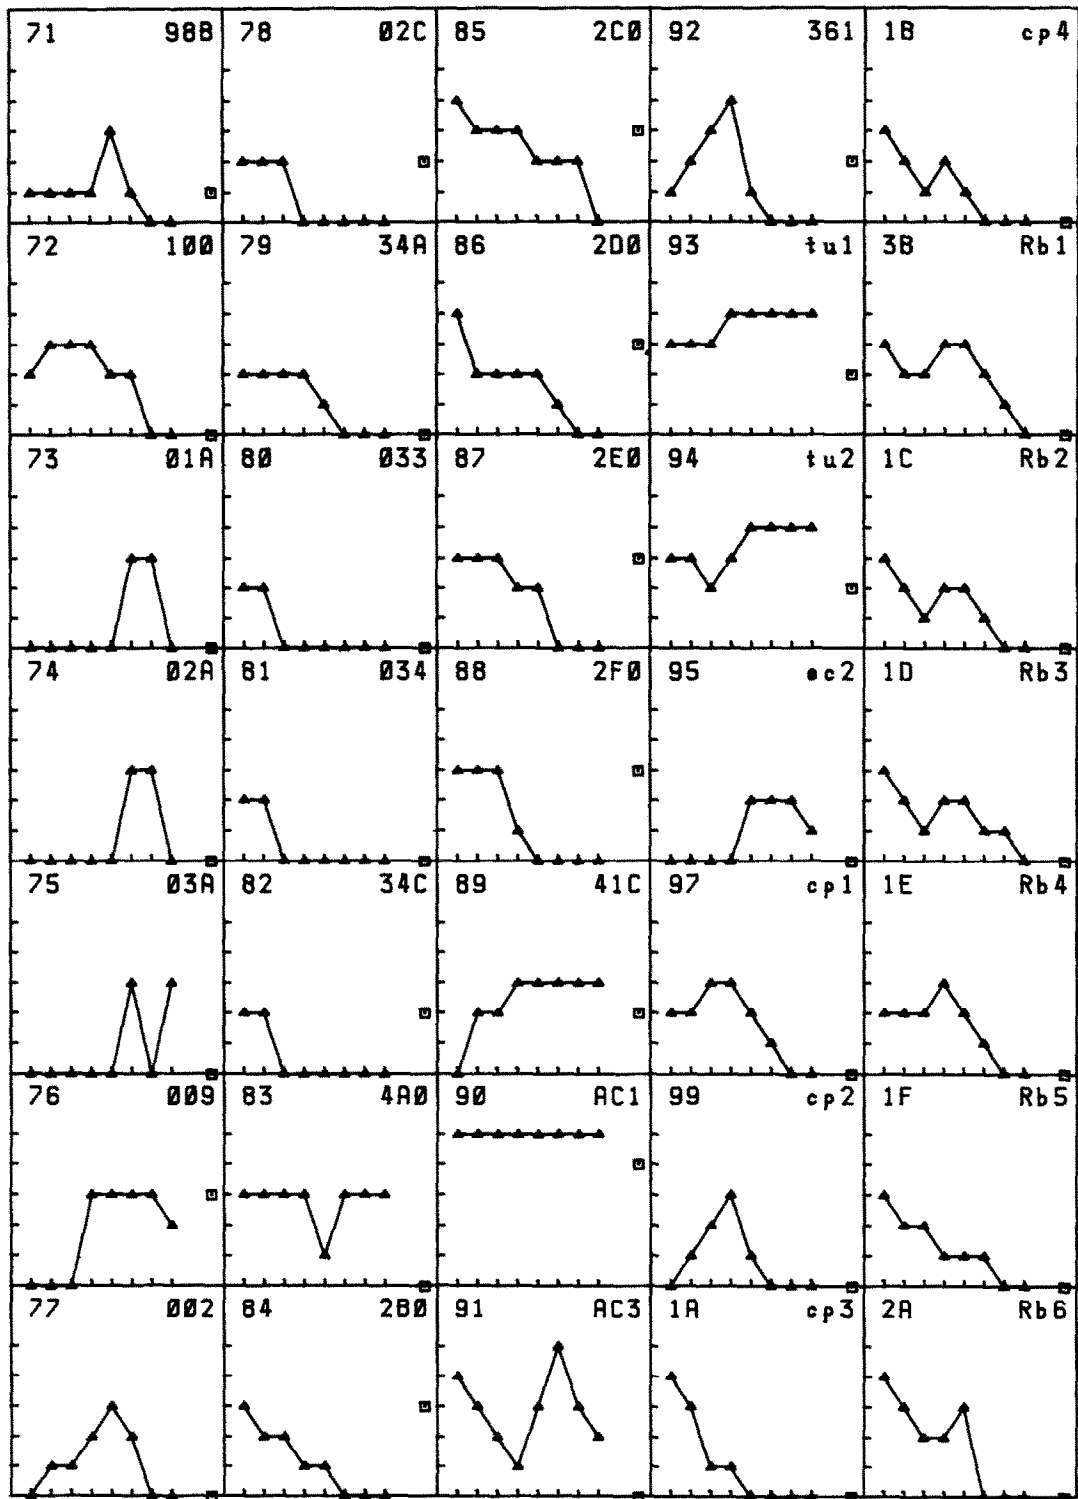 71 98B 78 02C 85 2C0 92 361 1B cp4
72 100 79 34A 86 2D0 93 tu1 3B Rb1
73 01A 80 033 87 2E0 94 tu2 1C Rb2
74 02A 81 034 88 2F0 95 ec2 1D Rb3
75 03A 82 34C 89 41C 97 cp1 1E Rb4
76 009 83 4A0 90 AC1 99 cp2 1F Rb5
77 002 84 2B0 91 AC3 1A cp3 2A Rb6